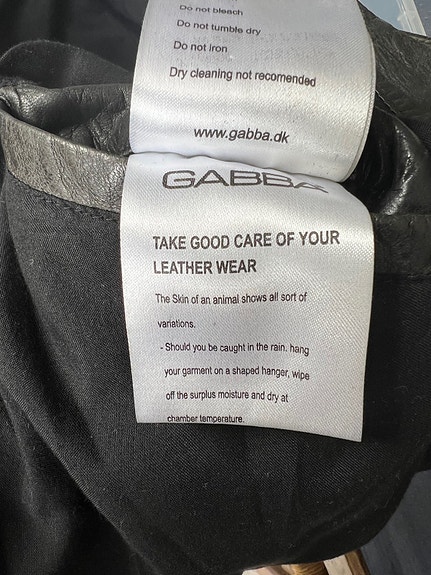 Do not bleach
Do not tumble dry
Do not iron
Dry cleaning not recomended
www.gabba.dk
GABBA
TAKE GOOD CARE OF YOUR
LEATHER WEAR
The Skin of an animal shows all sort of
variations.
- Should you be caught in the rain. hang
your garment on a shaped hanger, wipe
off the surplus moisture and dry at
chamber temperature.